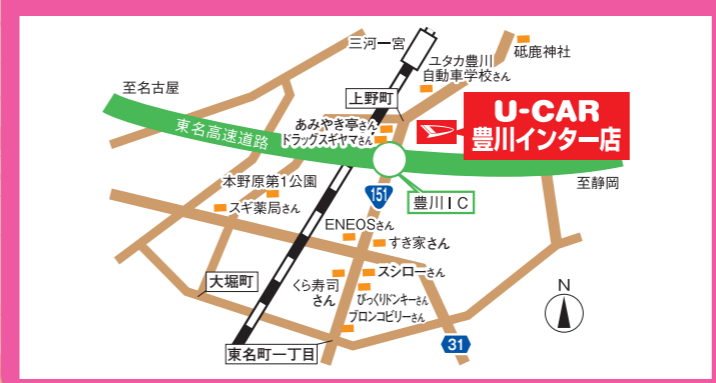 三河一宮
砥鹿神社
ユタカ豊川
自動車学校さん
至名古屋
上野町
U-CAR
豊川インター店
あみやき亭さん
ドラッグスギヤマさん
東名高速道路
至静岡
本野原第1公園
151
豊川IC
スギ薬局さん
ENEOSさん
すき家さん
大堀町
スシローさん
くら寿司
さん
びっくりドンキーさん
ブロンコビリーさん
N
31
東名町一丁目